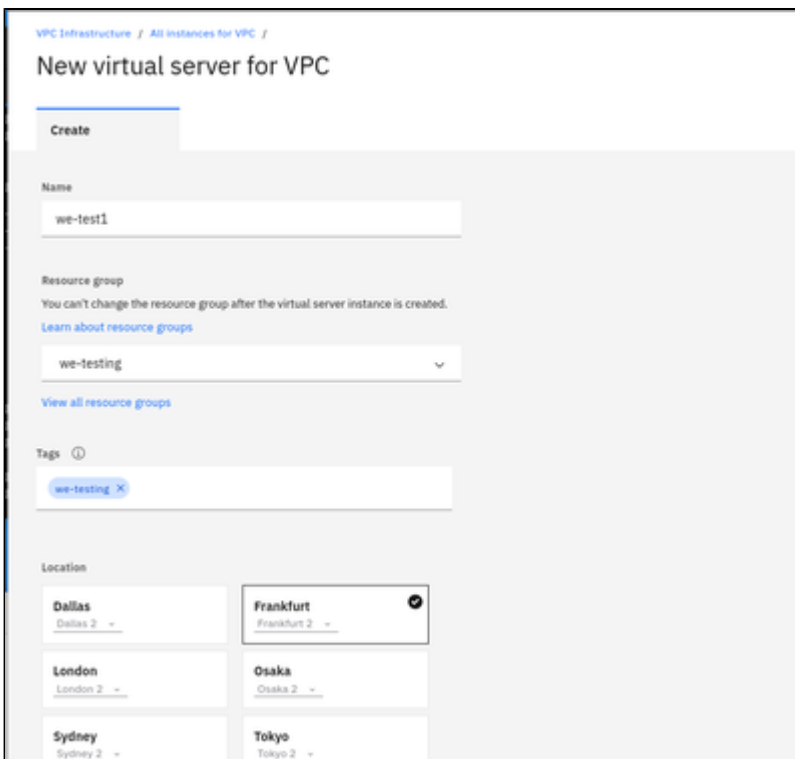 VPC Infrastructure / All instances for VPC /
New virtual server for VPC
Create
Name
we-test1
Resource group
You can't change the resource group after the virtual server instance is created.
Learn about resource groups
we-testing
View all resource groups
Tags
we-testing ×
Location
Dallas
Dallas 2
Frankfurt
Frankfurt 2
London
London 2
Osaka
Osaka 2
Sydney
Sydney 2
Tokyo
Tokyo 2